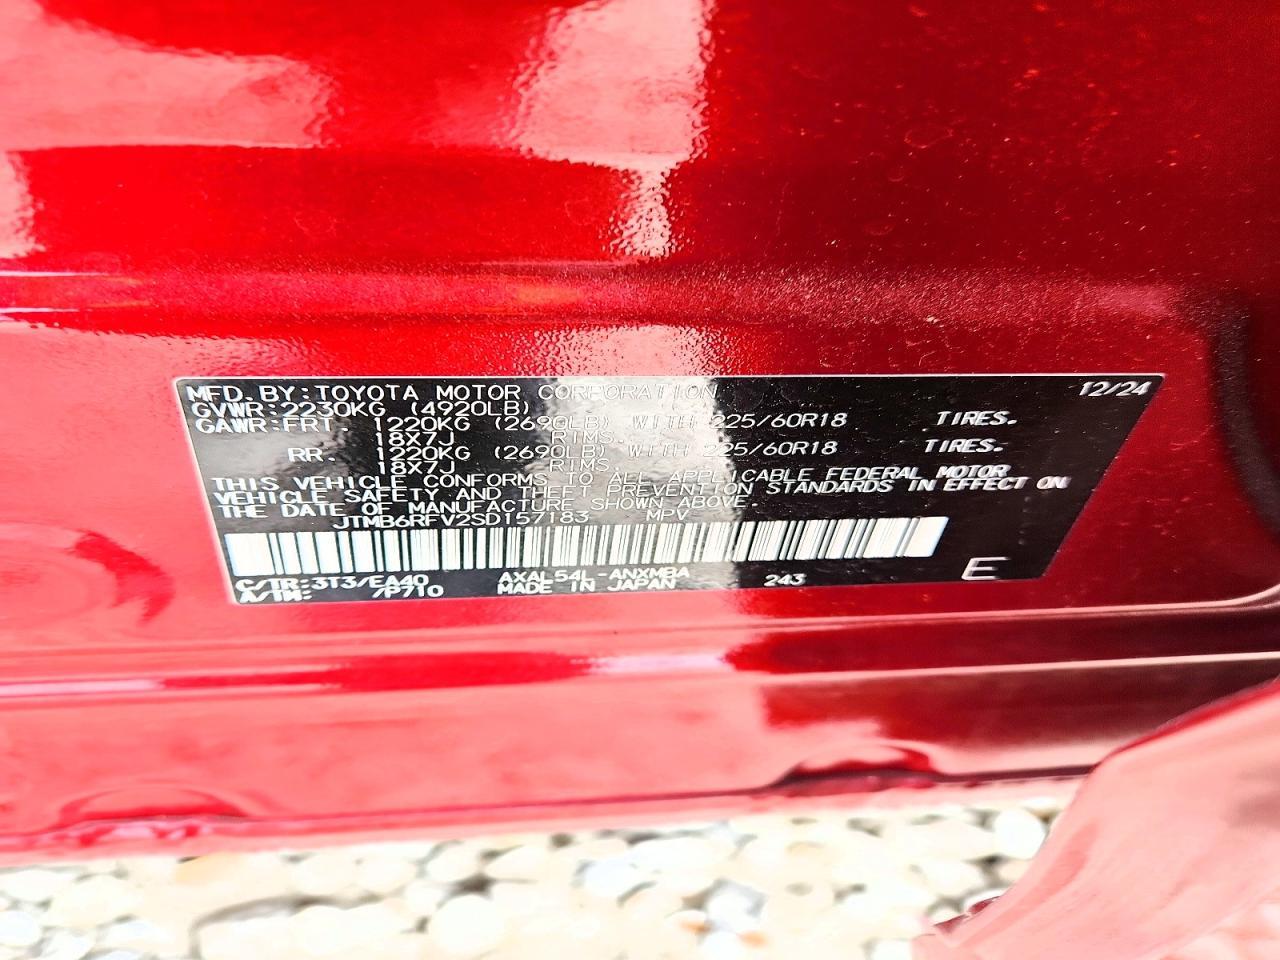 MFD. BY: TOYOTA MOTOR CORPORATION 12/24
GVWR: 2230KG (4920LB)
GAWR: FRT. 1220KG (2690LB) WITH 225/60R18 TIRES.
18X7J RIMS.
RR. 1220KG (2690LB) WITH 225/60R18 TIRES.
18X7J RIMS.
THIS VEHICLE CONFORMS TO ALL APPLICABLE FEDERAL MOTOR
VEHICLE SAFETY AND THEFT PREVENTION STANDARDS IN EFFECT ON
THE DATE OF MANUFACTURE SHOWN ABOVE.
JTMB6RFV2SD157183 MPV
C/TR: 3T3/EA40 AXAL54L-ANXMBA 243 E
A/TM: /P710 MADE IN JAPAN